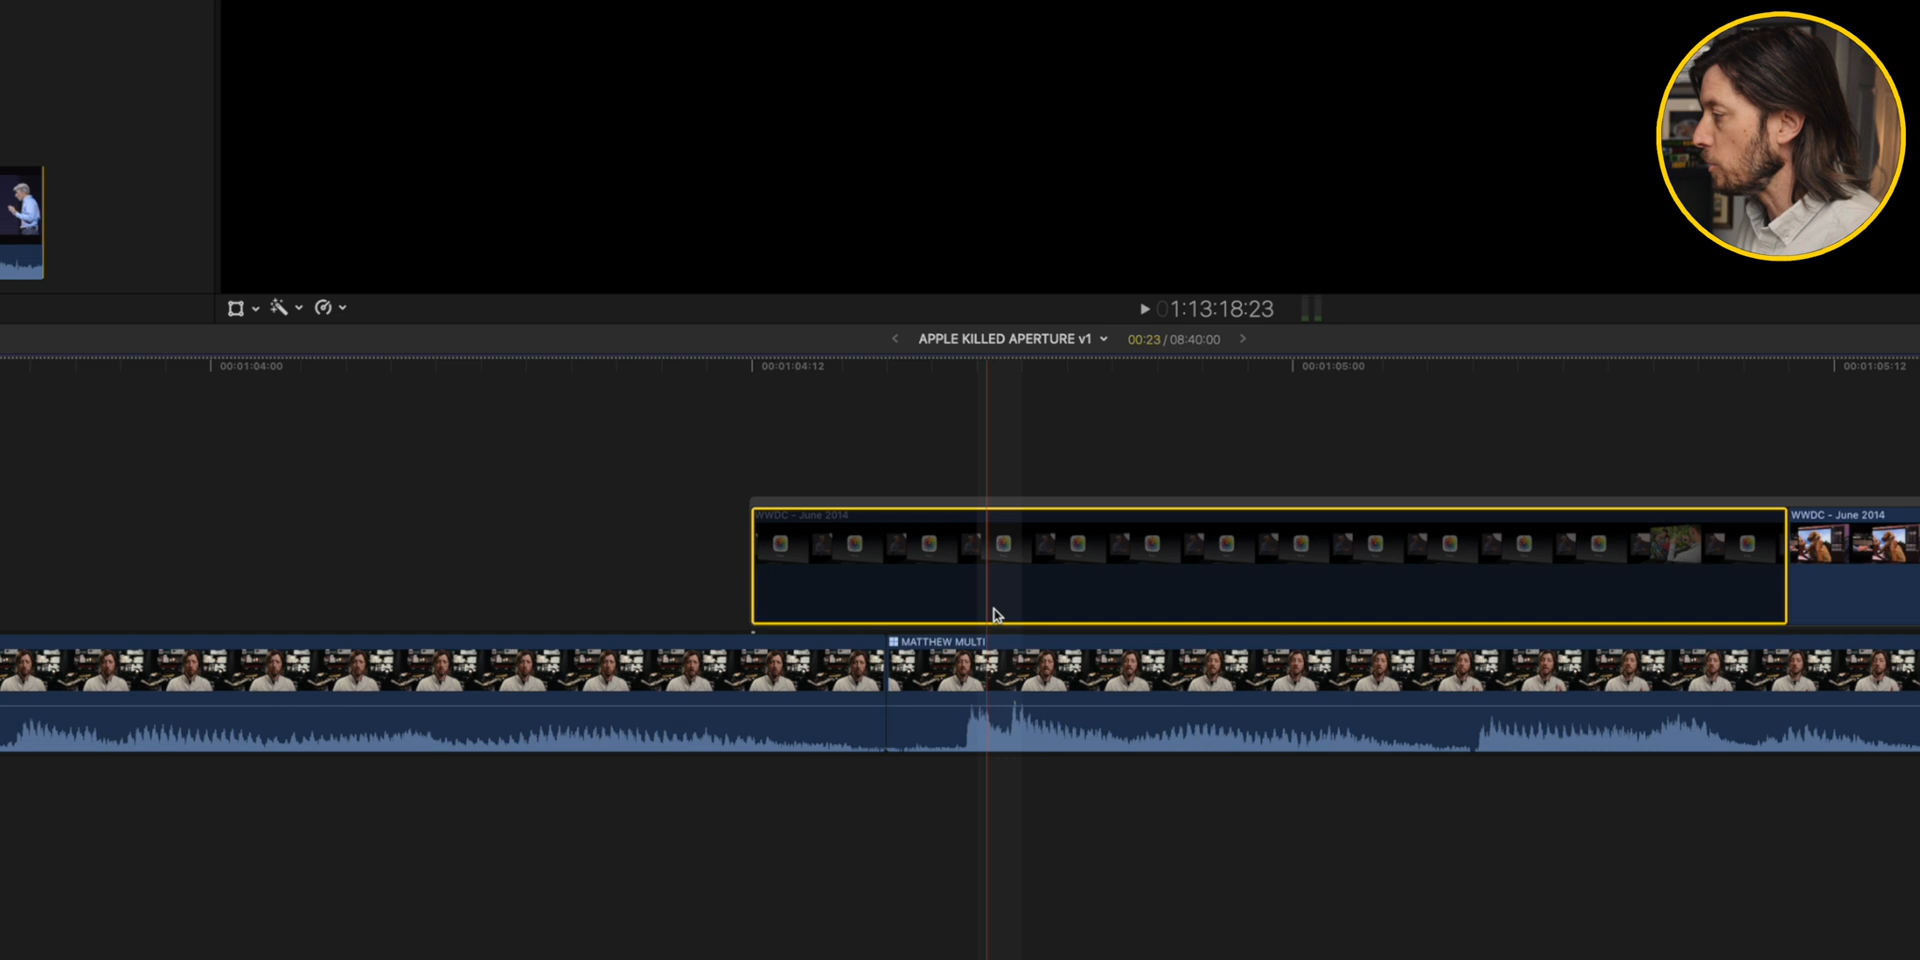 01:13:18:23
APPLE KILLED APERTURE v1
00:23 / 08:40:00
00:01:04:00
00:01:04:12
00:01:05:00
00:01:05:12
WWDC - June 2014
WWDC - June 2014
MATTHEW MULTI